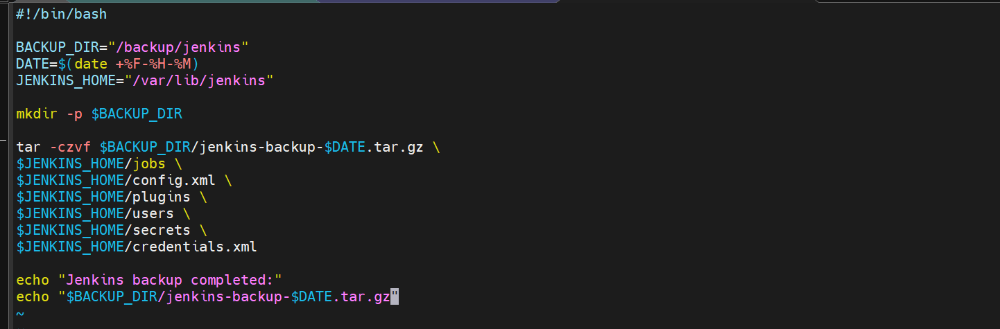 #!/bin/bash

BACKUP_DIR="/backup/jenkins"
DATE=$(date +%F-%H-%M)
JENKINS_HOME="/var/lib/jenkins"

mkdir -p $BACKUP_DIR

tar -czvf $BACKUP_DIR/jenkins-backup-$DATE.tar.gz \
$JENKINS_HOME/jobs \
$JENKINS_HOME/config.xml \
$JENKINS_HOME/plugins \
$JENKINS_HOME/users \
$JENKINS_HOME/secrets \
$JENKINS_HOME/credentials.xml

echo "Jenkins backup completed:"
echo "$BACKUP_DIR/jenkins-backup-$DATE.tar.gz"
~